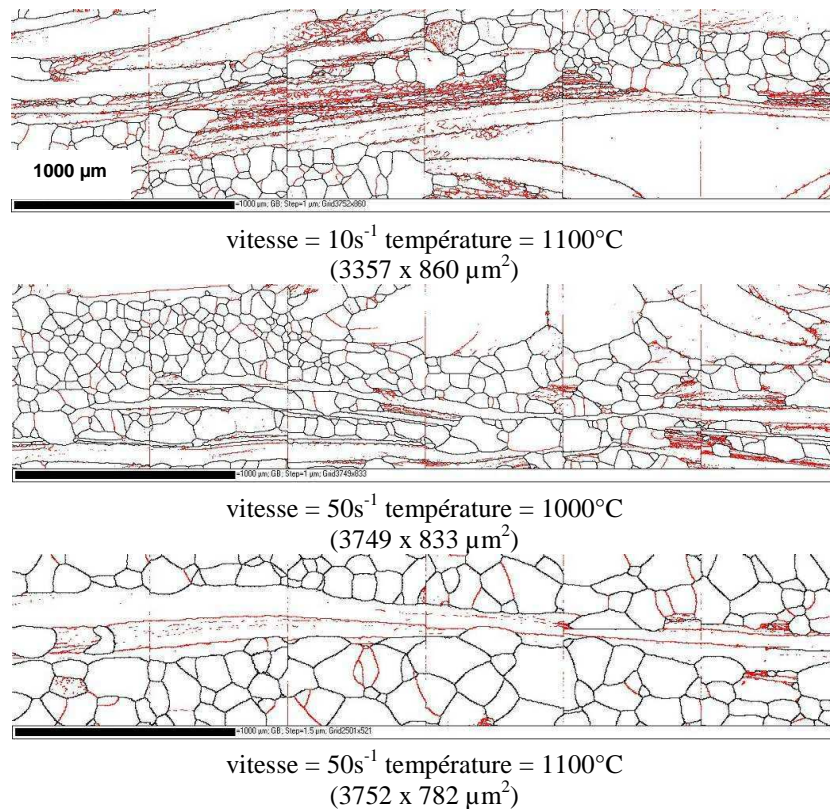 1000 µm
=1000 µm; GB; Step=1 µm; Grid3752x860
vitesse = 10s⁻¹ température = 1100°C
(3357 x 860 µm²)
=1000 µm; GB; Step=1 µm; Grid3749x833
vitesse = 50s⁻¹ température = 1000°C
(3749 x 833 µm²)
=1000 µm; GB; Step=1.5 µm; Grid2501x521
vitesse = 50s⁻¹ température = 1100°C
(3752 x 782 µm²)